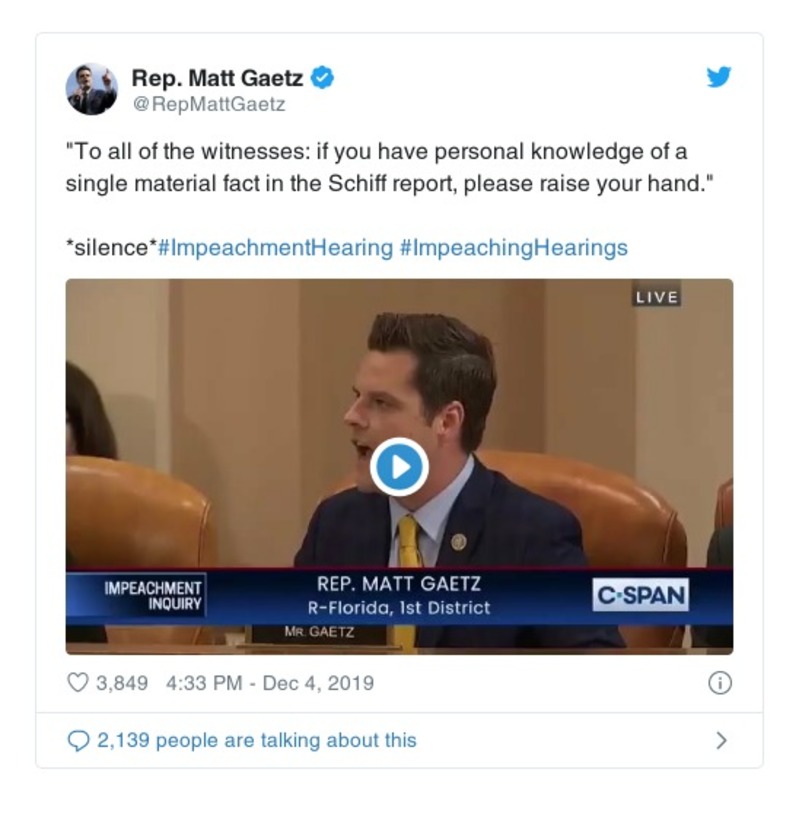 Rep. Matt Gaetz
@RepMattGaetz
"To all of the witnesses: if you have personal knowledge of a
single material fact in the Schiff report, please raise your hand."
*silence*#ImpeachmentHearing #ImpeachingHearings
LIVE
IMPEACHMENT
INQUIRY
REP. MATT GAETZ
R-Florida, 1st District
C-SPAN
MR. GAETZ
3,849 4:33 PM - Dec 4, 2019
2,139 people are talking about this